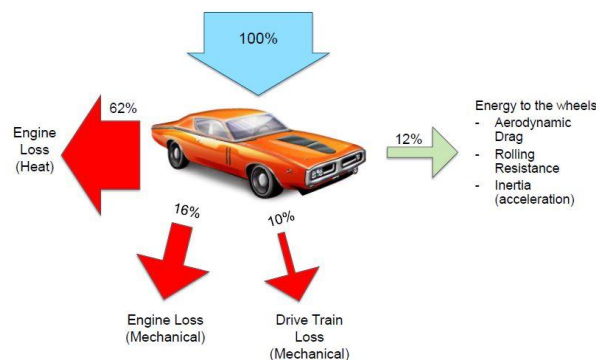 100%
62%
Engine
Loss
(Heat)
12%
Energy to the wheels
- Aerodynamic
Drag
- Rolling
Resistance
- Inertia
(acceleration)
16%
10%
Engine Loss
(Mechanical)
Drive Train
Loss
(Mechanical)